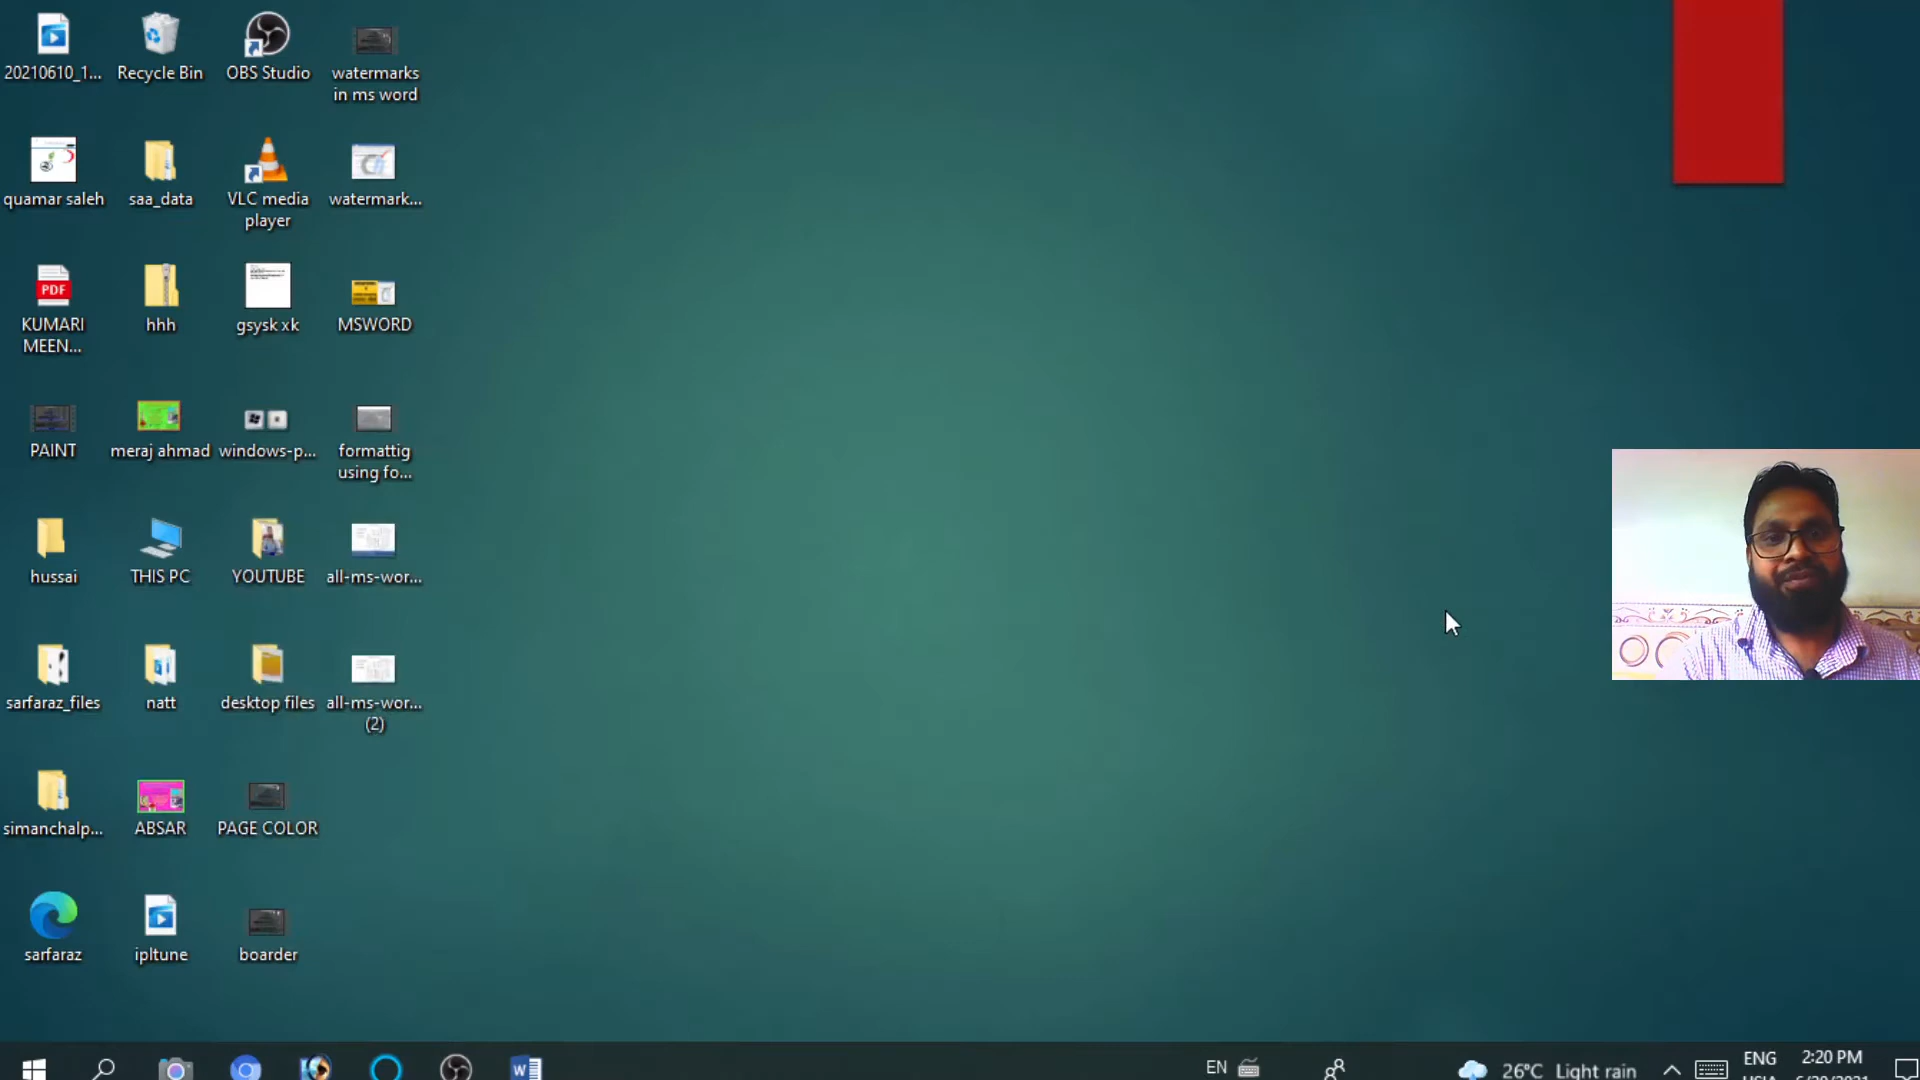 20210610_1...
Recycle Bin
OBS Studio
watermarks
in ms word
quamar saleh
saa_data
VLC media
player
watermark...
KUMARI
MEEN...
hhh
gsysk xk
MSWORD
PAINT
meraj ahmad
windows-p...
formattig
using fo...
hussai
THIS PC
YOUTUBE
all-ms-wor...
sarfaraz_files
natt
desktop files
all-ms-wor...
(2)
simanchalp...
ABSAR
PAGE COLOR
sarfaraz
ipltune
boarder
PDF
EN
26°C Light rain
ENG
2:20 PM